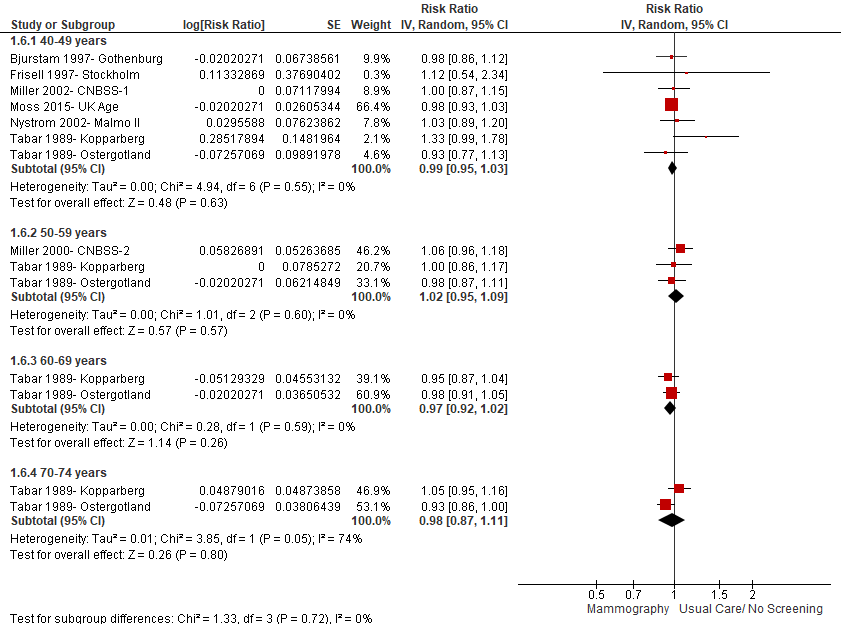 Risk Ratio Risk Ratio
Study or Subgroup log[Risk Ratio] SE Weight IV, Random, 95% CI IV, Random, 95% CI
1.6.1 40-49 years
Bjurstam 1997- Gothenburg -0.02020271 0.06738561 9.9% 0.98 [0.86, 1.12]
Frisell 1997- Stockholm 0.11332869 0.37690402 0.3% 1.12 [0.54, 2.34]
Miller 2002- CNBSS-1 0 0.07117994 8.9% 1.00 [0.87, 1.15]
Moss 2015- UK Age -0.02020271 0.02605344 66.4% 0.98 [0.93, 1.03]
Nystrom 2002- Malmo II 0.0295588 0.07623862 7.8% 1.03 [0.89, 1.20]
Tabar 1989- Kopparberg 0.28517894 0.1481964 2.1% 1.33 [0.99, 1.78]
Tabar 1989- Ostergotland -0.07257069 0.09891978 4.6% 0.93 [0.77, 1.13]
Subtotal (95% CI) 100.0% 0.99 [0.95, 1.03]
Heterogeneity: Tau² = 0.00; Chi² = 4.94, df = 6 (P = 0.55); I² = 0%
Test for overall effect: Z = 0.48 (P = 0.63)
1.6.2 50-59 years
Miller 2000- CNBSS-2 0.05826891 0.05263685 46.2% 1.06 [0.96, 1.18]
Tabar 1989- Kopparberg 0 0.0785272 20.7% 1.00 [0.86, 1.17]
Tabar 1989- Ostergotland -0.02020271 0.06214849 33.1% 0.98 [0.87, 1.11]
Subtotal (95% CI) 100.0% 1.02 [0.95, 1.09]
Heterogeneity: Tau² = 0.00; Chi² = 1.01, df = 2 (P = 0.60); I² = 0%
Test for overall effect: Z = 0.57 (P = 0.57)
1.6.3 60-69 years
Tabar 1989- Kopparberg -0.05129329 0.04553132 39.1% 0.95 [0.87, 1.04]
Tabar 1989- Ostergotland -0.02020271 0.03650532 60.9% 0.98 [0.91, 1.05]
Subtotal (95% CI) 100.0% 0.97 [0.92, 1.02]
Heterogeneity: Tau² = 0.00; Chi² = 0.28, df = 1 (P = 0.59); I² = 0%
Test for overall effect: Z = 1.14 (P = 0.26)
1.6.4 70-74 years
Tabar 1989- Kopparberg 0.04879016 0.04873858 46.9% 1.05 [0.95, 1.16]
Tabar 1989- Ostergotland -0.07257069 0.03806439 53.1% 0.93 [0.86, 1.00]
Subtotal (95% CI) 100.0% 0.98 [0.87, 1.11]
Heterogeneity: Tau² = 0.01; Chi² = 3.85, df = 1 (P = 0.05); I² = 74%
Test for overall effect: Z = 0.26 (P = 0.80)
0.5 0.7 1 1.5 2
Mammography Usual Care/ No Screening
Test for subgroup differences: Chi² = 1.33, df = 3 (P = 0.72), I² = 0%